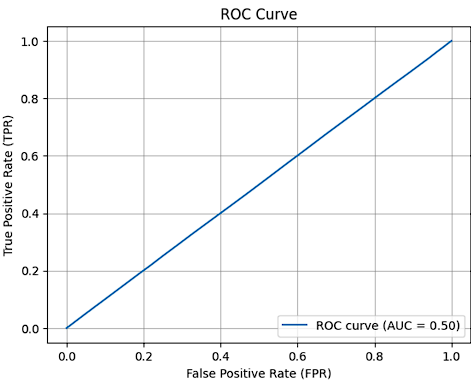 ROC Curve
True Positive Rate (TPR)
1.0
0.8
0.6
0.4
0.2
0.0
ROC curve (AUC = 0.50)
0.0 0.2 0.4 0.6 0.8 1.0
False Positive Rate (FPR)